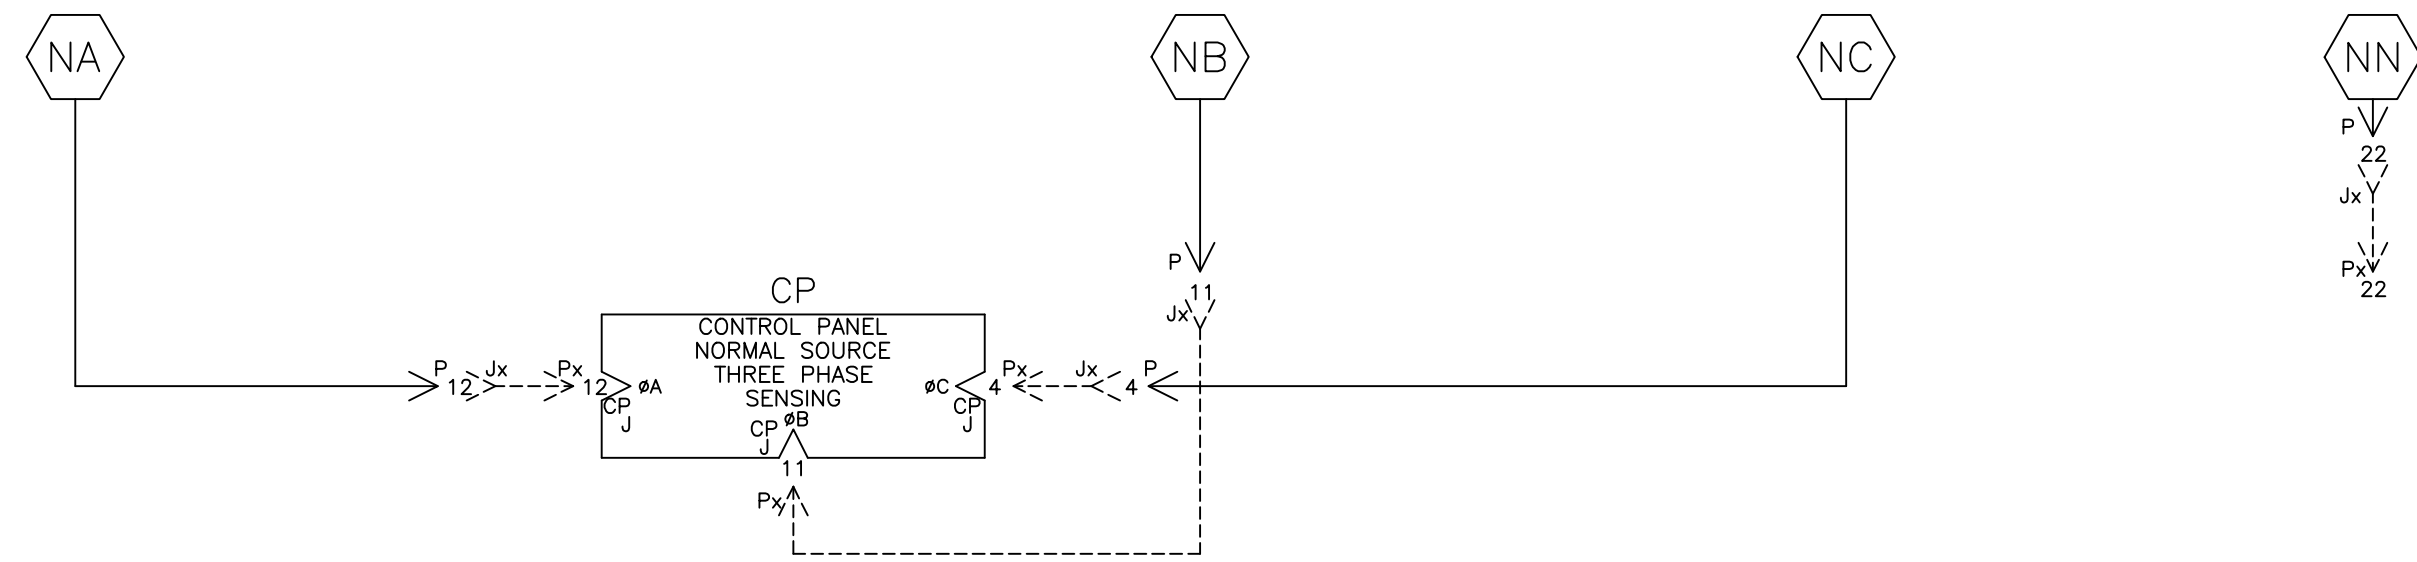 NA
NB
NC
NN
P
22
Jx
Px
22
P
11
Jx
CP
CONTROL PANEL
NORMAL SOURCE
THREE PHASE
SENSING
P 12 Jx Px 12 øA
CP
J
øC 4 Px Jx 4 P
CP
J
øB
CP
J
11
Px